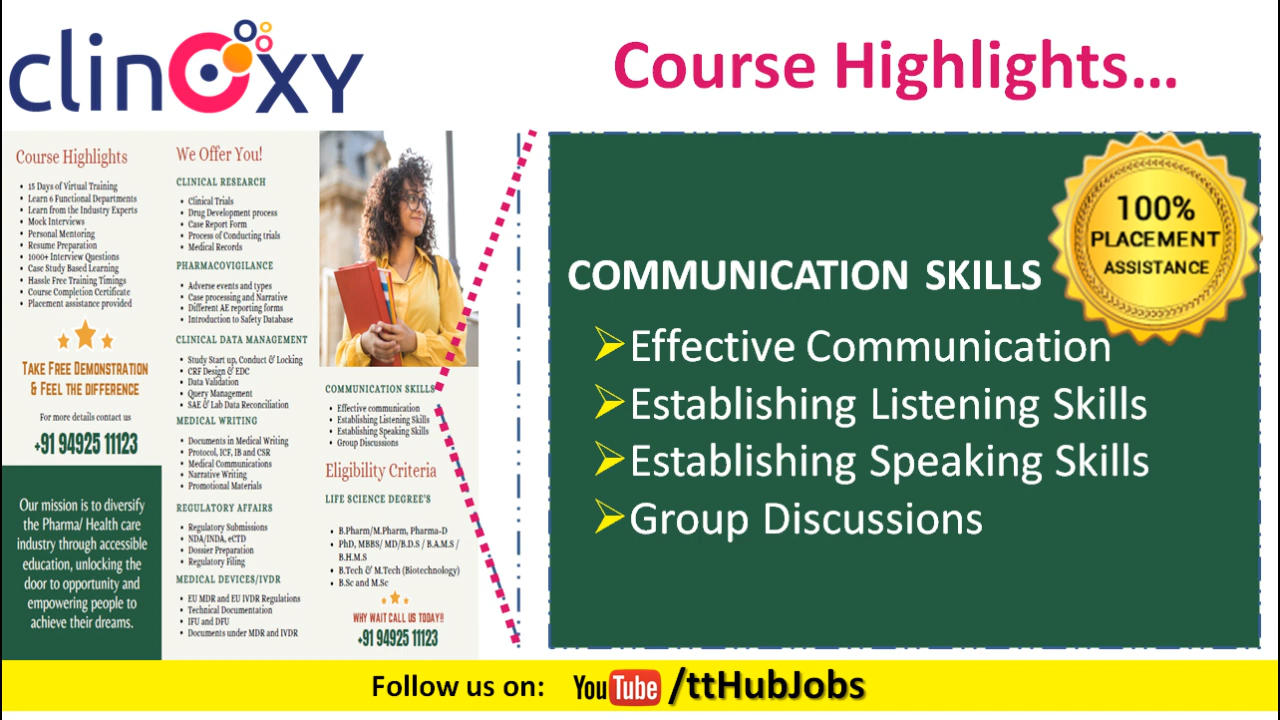 clinoxy
Course Highlights...
Course Highlights
15 Days of Virtual Training
Learn 6 Functional Departments
Learn from the Industry Experts
Mock Interviews
Personal Mentoring
Resume Preparation
1000+ Interview Questions
Case Study Based Learning
Hassle Free Training Timings
Course Completion Certificate
Placement assistance provided
TAKE FREE DEMONSTRATION
& FEEL THE DIFFERENCE
For more details contact us
+91 94925 11123
Our mission is to diversify
the Pharma/ Health care
industry through accessible
education, unlocking the
door to opportunity and
empowering people to
achieve their dreams.
We Offer You!
CLINICAL RESEARCH
Clinical Trials
Drug Development process
Case Report Form
Process of Conducting trials
Medical Records
PHARMACOVIGILANCE
Adverse events and types
Case processing and Narrative
Different AE reporting forms
Introduction to Safety Database
CLINICAL DATA MANAGEMENT
Study Start up, Conduct & Locking
CRF Design & EDC
Data Validation
Query Management
SAE & Lab Data Reconciliation
MEDICAL WRITING
Documents in Medical Writing
Protocol, ICF, IB and CSR
Medical Communications
Narrative Writing
Promotional Materials
REGULATORY AFFAIRS
Regulatory Submissions
NDA/INDA, eCTD
Dossier Preparation
Regulatory Filing
MEDICAL DEVICES/IVDR
EU MDR and EU IVDR Regulations
Technical Documentation
IFU and DFU
Documents under MDR and IVDR
COMMUNICATION SKILLS
Effective communication
Establishing Listening Skills
Establishing Speaking Skills
Group Discussions
Eligibility Criteria
LIFE SCIENCE DEGREE'S
B.Pharm/M.Pharm, Pharma-D
PhD, MBBS/ MD/B.D.S / B.A.M.S /
B.H.M.S
B.Tech & M.Tech (Biotechnology)
B.Sc and M.Sc
WHY WAIT CALL US TODAY!!
+91 94925 11123
100%
PLACEMENT
ASSISTANCE
COMMUNICATION SKILLS
Effective Communication
Establishing Listening Skills
Establishing Speaking Skills
Group Discussions
Follow us on: YouTube /ttHubJobs